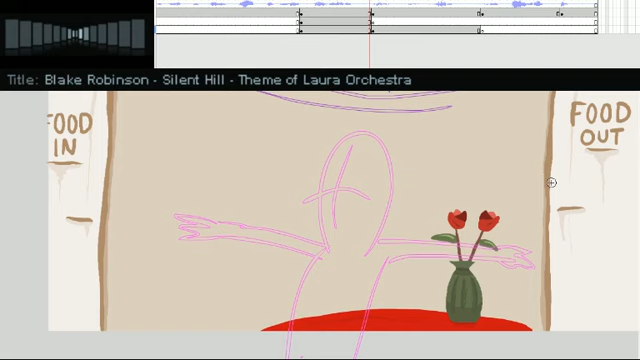 Title: Blake Robinson - Silent Hill - Theme of Laura Orchestra
FOOD
IN
FOOD
OUT